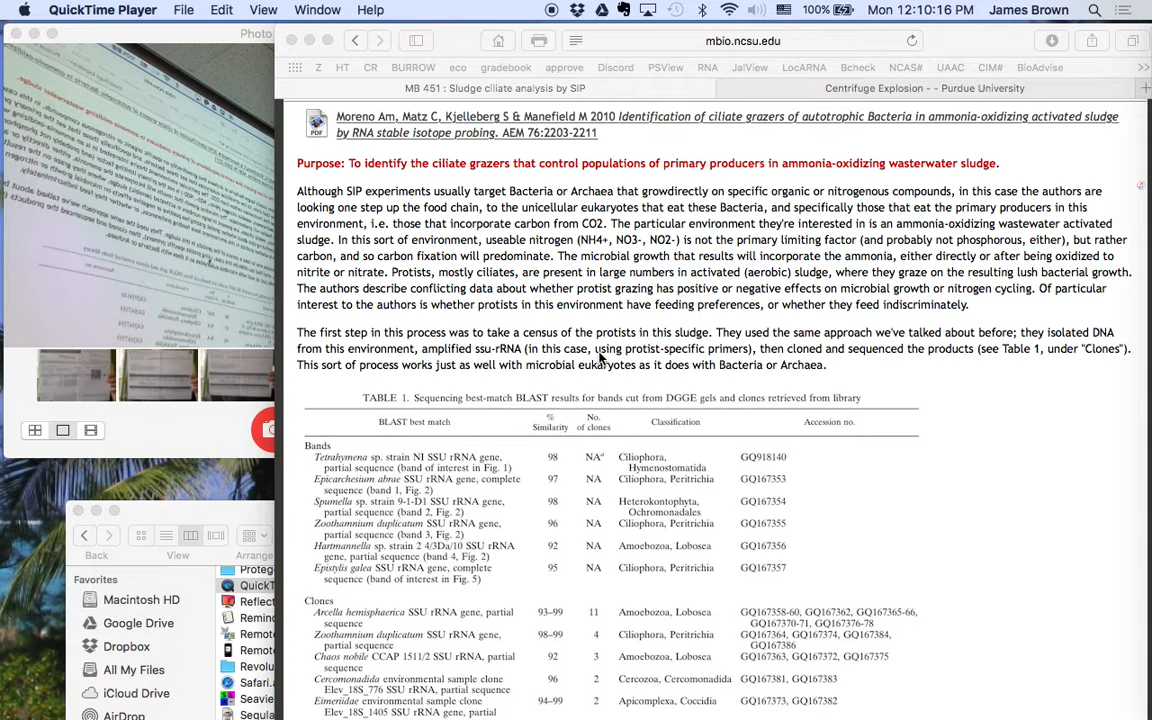 QuickTime Player File Edit View Window Help 100% Mon 12:10:16 PM James Brown
Photo
mbio.ncsu.edu
Z HT CR BURROW eco gradebook approve Discord PSView RNA JalView LocARNA Bcheck NCAS# UAAC CIM# BioAdvise
MB 451 : Sludge ciliate analysis by SIP Centrifuge Explosion - - Purdue University
PDF
Moreno Am, Matz C, Kjelleberg S & Manefield M 2010 Identification of ciliate grazers of autotrophic Bacteria in ammonia-oxidizing activated sludge
by RNA stable isotope probing. AEM 76:2203-2211
Purpose: To identify the ciliate grazers that control populations of primary producers in ammonia-oxidizing wasterwater sludge.
Although SIP experiments usually target Bacteria or Archaea that growdirectly on specific organic or nitrogenous compounds, in this case the authors are
looking one step up the food chain, to the unicellular eukaryotes that eat these Bacteria, and specifically those that eat the primary producers in this
environment, i.e. those that incorporate carbon from CO2. The particular environment they're interested in is an ammonia-oxidizing wastewater activated
sludge. In this sort of environment, useable nitrogen (NH4+, NO3-, NO2-) is not the primary limiting factor (and probably not phosphorous, either), but rather
carbon, and so carbon fixation will predominate. The microbial growth that results will incorporate the ammonia, either directly or after being oxidized to
nitrite or nitrate. Protists, mostly ciliates, are present in large numbers in activated (aerobic) sludge, where they graze on the resulting lush bacterial growth.
The authors describe conflicting data about whether protist grazing has positive or negative effects on microbial growth or nitrogen cycling. Of particular
interest to the authors is whether protists in this environment have feeding preferences, or whether they feed indiscriminately.
The first step in this process was to take a census of the protists in this sludge. They used the same approach we've talked about before; they isolated DNA
from this environment, amplified ssu-rRNA (in this case, using protist-specific primers), then cloned and sequenced the products (see Table 1, under "Clones").
This sort of process works just as well with microbial eukaryotes as it does with Bacteria or Archaea.
TABLE 1. Sequencing best-match BLAST results for bands cut from DGGE gels and clones retrieved from library
BLAST best match % Similarity No. of clones Classification Accession no.
Bands
Tetrahymena sp. strain NI SSU rRNA gene, 98 NAa Ciliophora, GQ918140
partial sequence (band of interest in Fig. 1) Hymenostomatida
Epicarchesium abrae SSU rRNA gene, complete 97 NA Ciliophora, Peritrichia GQ167353
sequence (band 1, Fig. 2)
Spumella sp. strain 9-1-D1 SSU rRNA gene, 98 NA Heterokontophyta, GQ167354
partial sequence (band 2, Fig. 2) Ochromonadales
Zoothamnium duplicatum SSU rRNA gene, 96 NA Ciliophora, Peritrichia GQ167355
partial sequence (band 3, Fig. 2)
Hartmannella sp. strain 2 4/3Da/10 SSU rRNA 92 NA Amoebozoa, Lobosea GQ167356
gene, partial sequence (band 4, Fig. 2)
Epistylis galea SSU rRNA gene, complete 95 NA Ciliophora, Peritrichia GQ167357
sequence (band of interest in Fig. 5)
Clones
Arcella hemisphaerica SSU rRNA gene, partial 93–99 11 Amoebozoa, Lobosea GQ167358-60, GQ167362, GQ167365-66,
sequence GQ167370-71, GQ167376-78
Zoothamnium duplicatum SSU rRNA gene, 98–99 4 Ciliophora, Peritrichia GQ167364, GQ167374, GQ167384,
partial sequence GQ167386
Chaos nobile CCAP 1511/2 SSU rRNA, partial 92 3 Amoebozoa, Lobosea GQ167363, GQ167372, GQ167375
sequence
Cercomonadida environmental sample clone 96 2 Cercozoa, Cercomonadida GQ167381, GQ167383
Elev_18S_776 SSU rRNA, partial sequence
Eimeriidae environmental sample clone 94–99 2 Apicomplexa, Coccidia GQ167373, GQ167382
Elev_18S_1405 SSU rRNA gene, partial
Back View Arrange
Favorites
Macintosh HD
Google Drive
Dropbox
All My Files
iCloud Drive
AirDrop
Protege
QuickT
Reflect
Remin
Remot
Remot
Revolu
Safari.
Seavie
Sequla